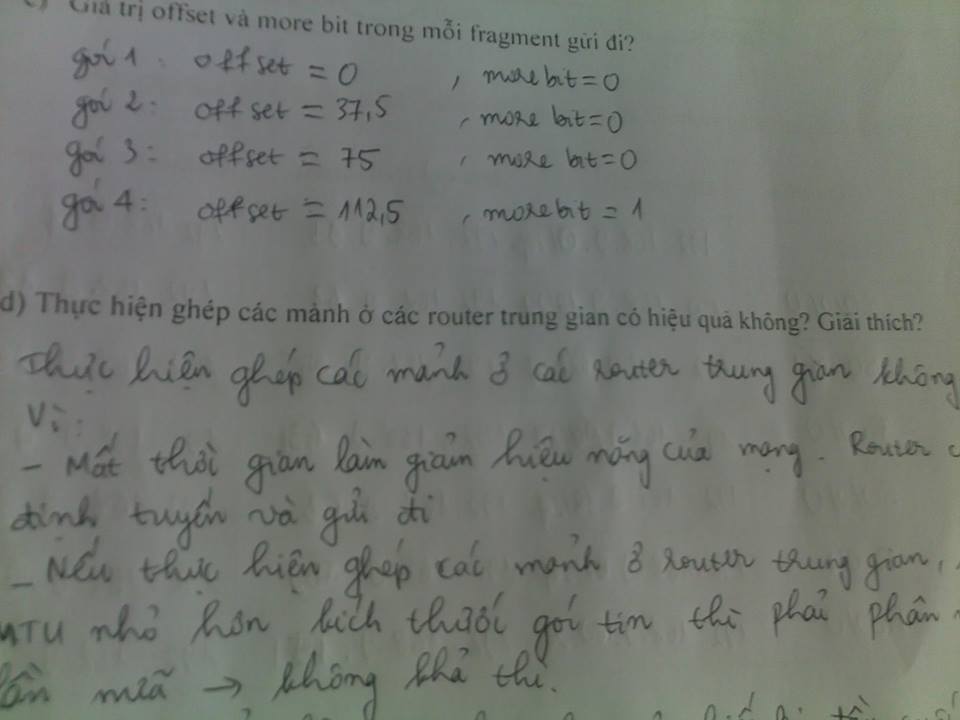 Giá trị offset và more bit trong mỗi fragment gửi đi?
gói 1 : offset = 0 , more bit = 0
gói 2 : offset = 37,5 , more bit = 0
gói 3 : offset = 75 , more bit = 0
gói 4 : offset = 112,5 , more bit = 1
d) Thực hiện ghép các mảnh ở các router trung gian có hiệu quả không? Giải thích?
Thực hiện ghép các mảnh ở các router trung gian không
Vì :
- Mất thời gian làm giảm hiệu năng của mạng. Router
định tuyến và gửi đi
- Nếu thực hiện ghép các mảnh ở router trung gian,
MTU nhỏ hơn kích thước gói tin thì phải phân
lần nữa → không khả thi.